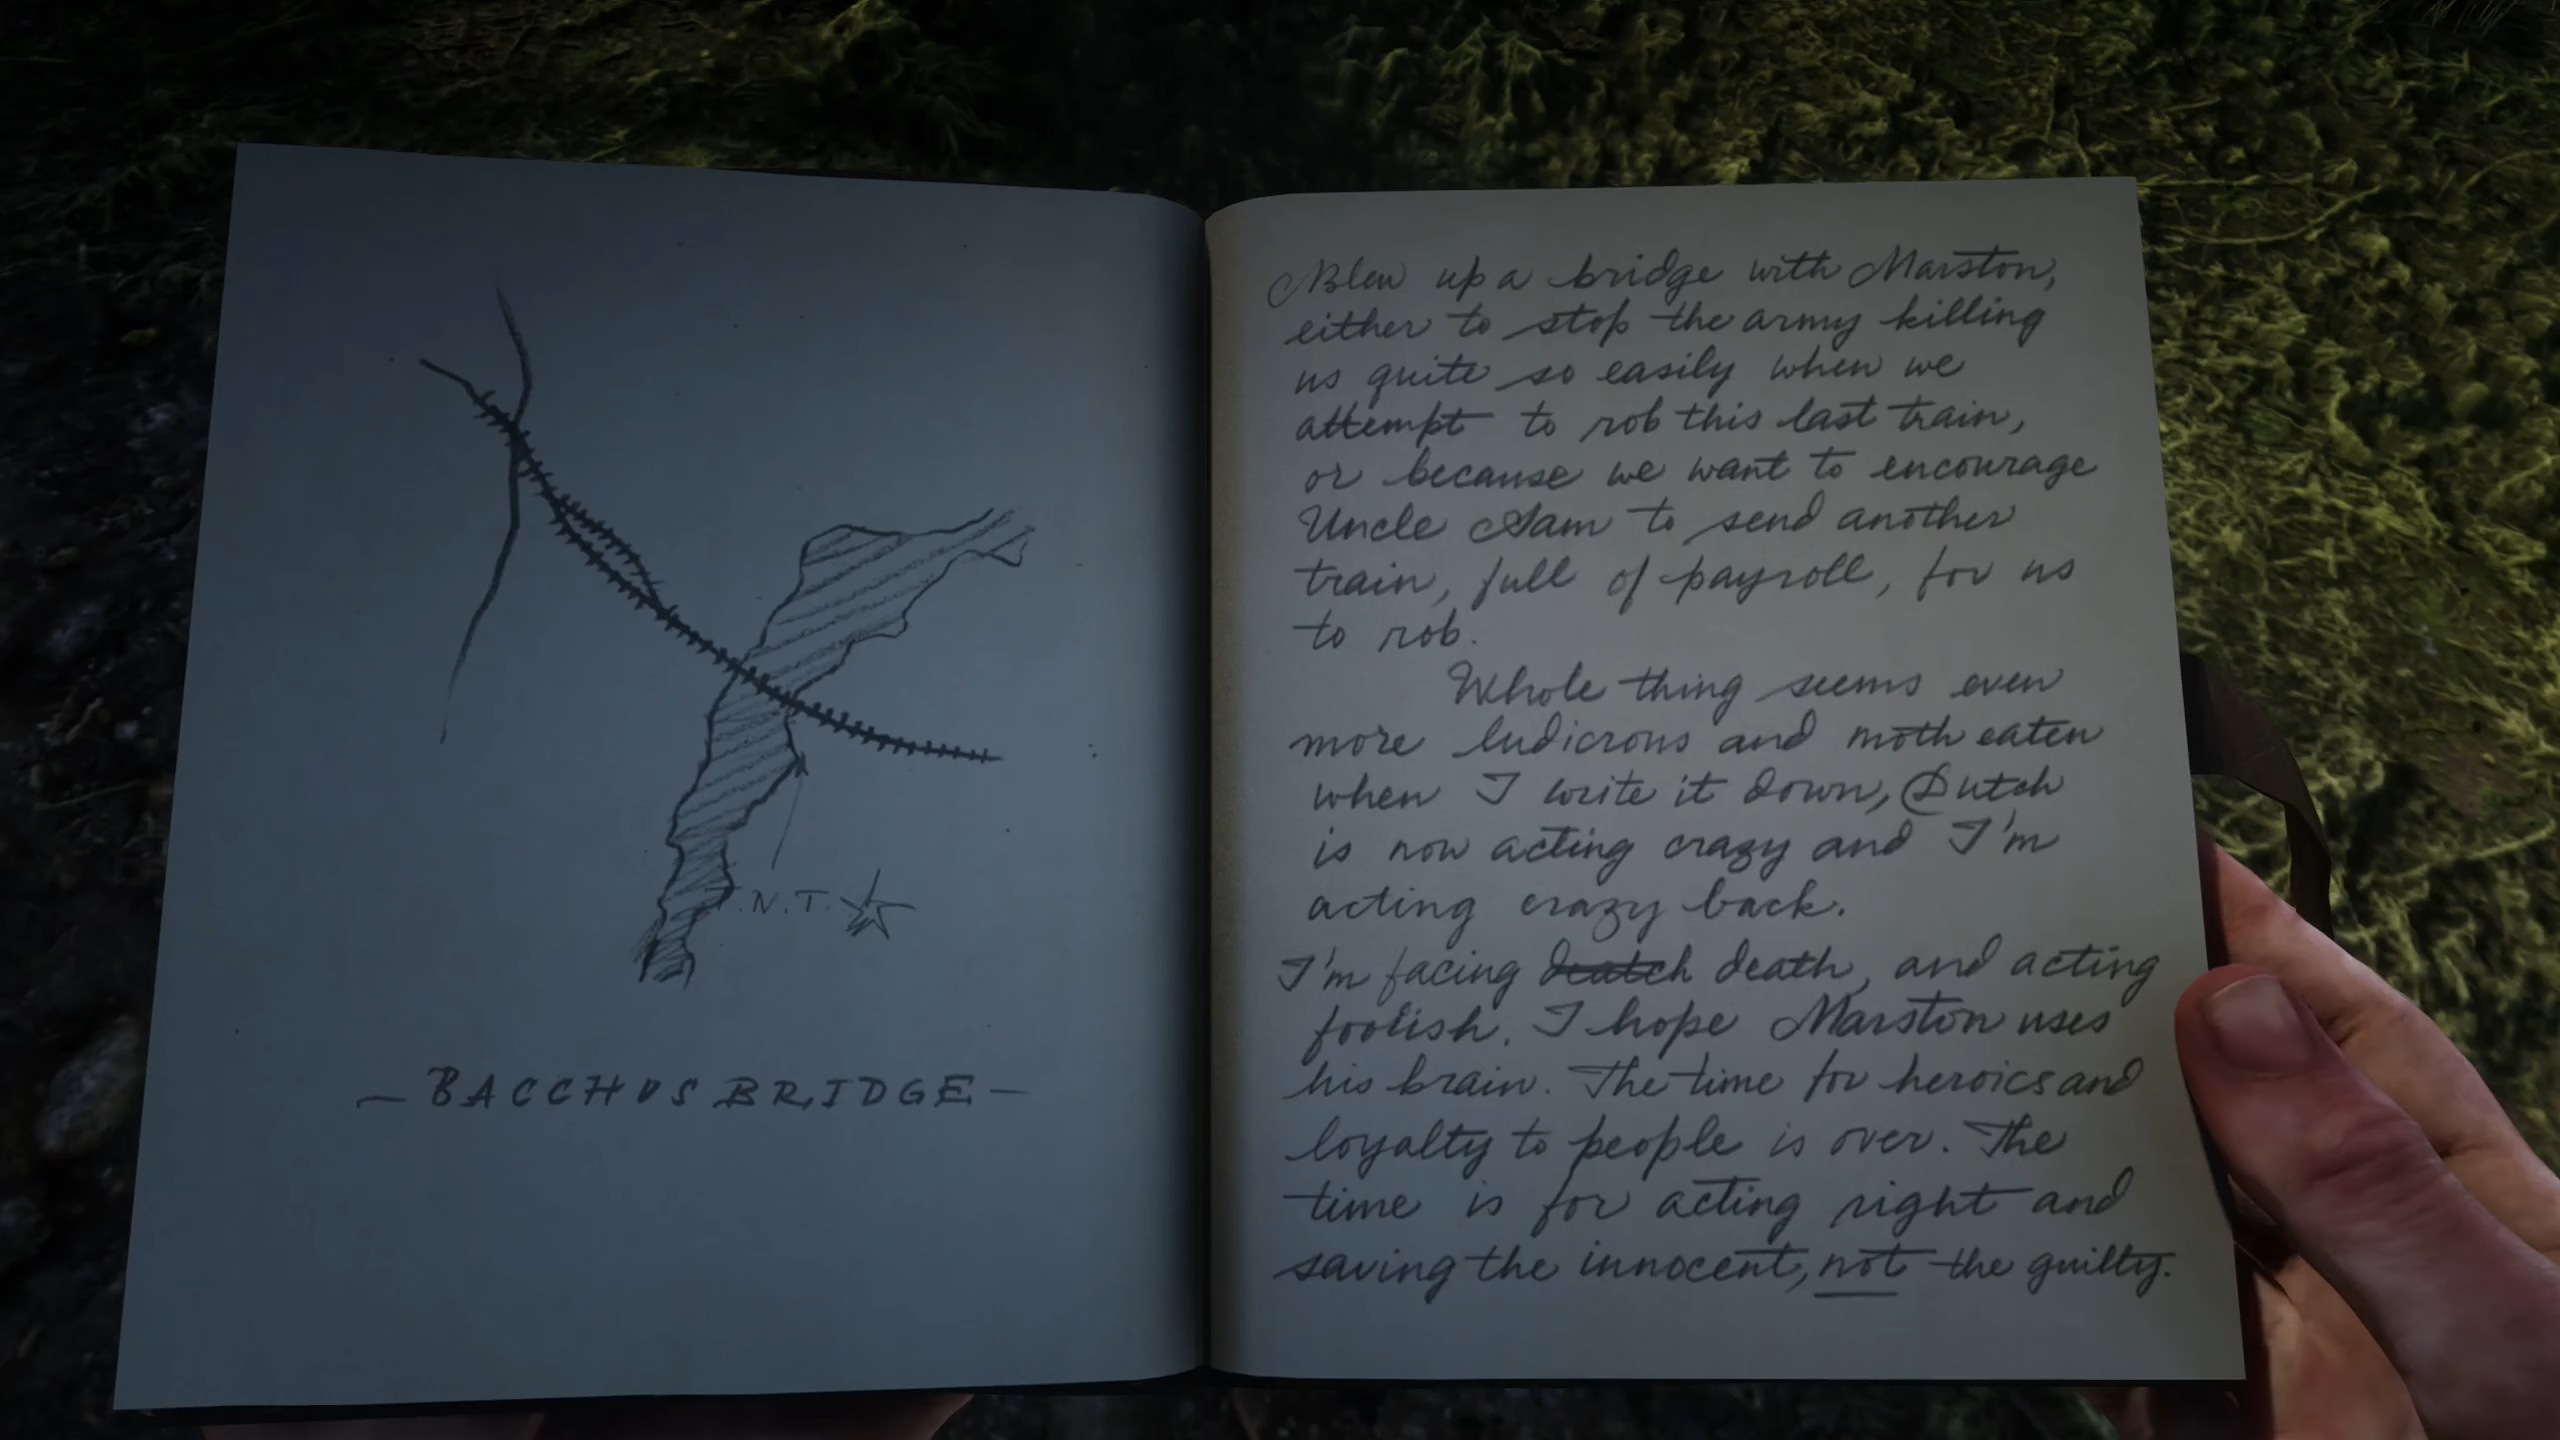 T.N.T.
— BACCHUS BRIDGE —
Blew up a bridge with Marston,
either to stop the army killing
us quite so easily when we
attempt to rob this last train,
or because we want to encourage
Uncle Sam to send another
train, full of payroll, for us
to rob.
Whole thing seems even
more ludicrous and moth eaten
when I write it down, Dutch
is now acting crazy and I'm
acting crazy back.
I'm facing death, and acting
foolish. I hope Marston uses
his brain. The time for heroics and
loyalty to people is over. The
time is for acting right and
saving the innocent, not the guilty.